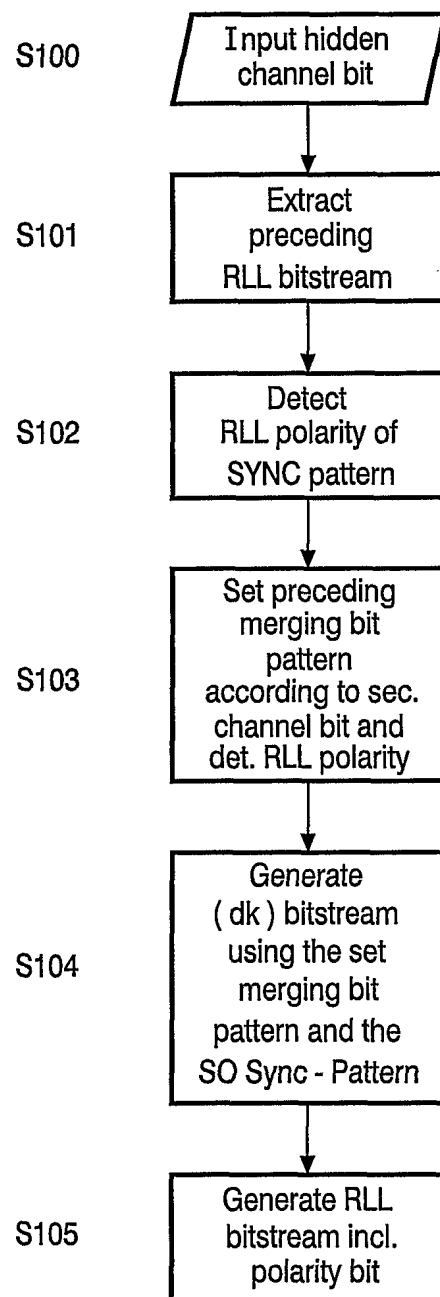 S100
Input hidden
channel bit
S101
Extract
preceding
RLL bitstream
S102
Detect
RLL polarity of
SYNC pattern
S103
Set preceding
merging bit
pattern
according to sec.
channel bit and
det. RLL polarity
S104
Generate
( dk ) bitstream
using the set
merging bit
pattern and the
SO Sync - Pattern
S105
Generate RLL
bitstream incl.
polarity bit